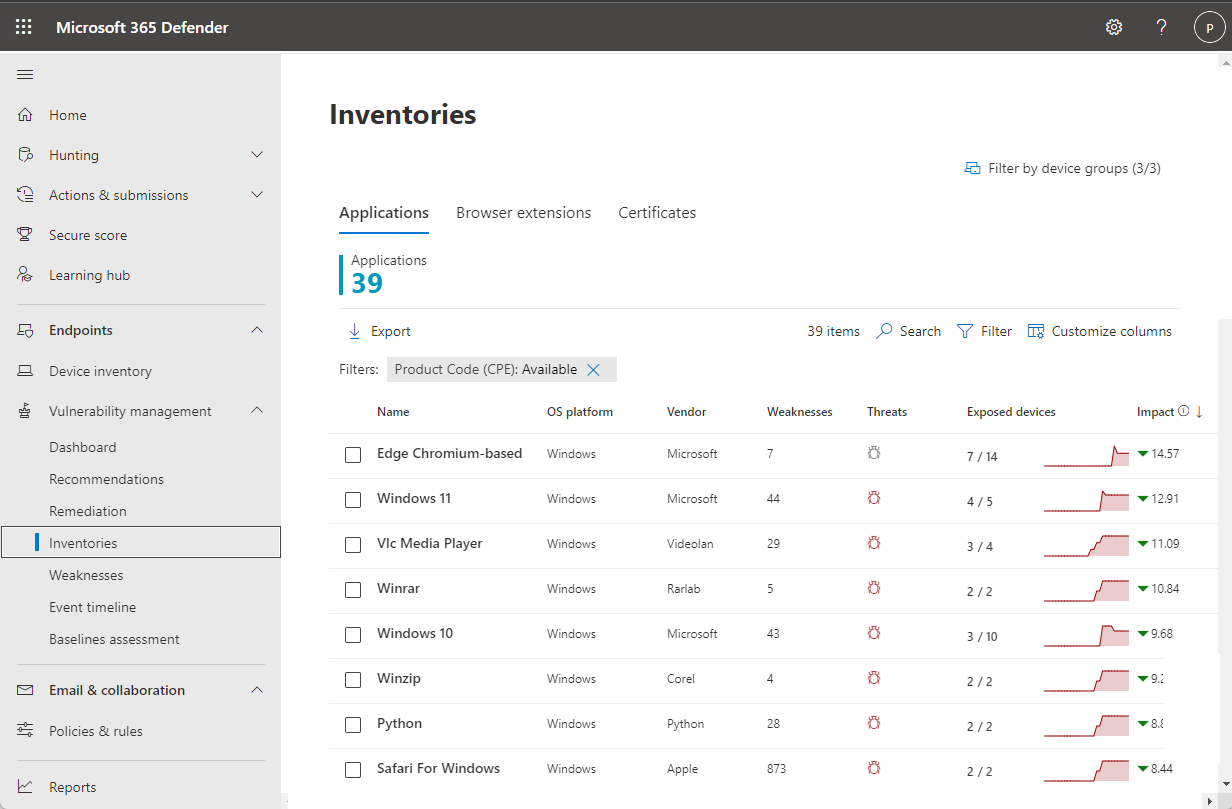 Microsoft 365 Defender
P
Home
Hunting
Actions & submissions
Secure score
Learning hub
Endpoints
Device inventory
Vulnerability management
Dashboard
Recommendations
Remediation
Inventories
Weaknesses
Event timeline
Baselines assessment
Email & collaboration
Policies & rules
Reports
Inventories
Filter by device groups (3/3)
Applications Browser extensions Certificates
Applications
39
Export 39 items Search Filter Customize columns
Filters: Product Code (CPE): Available
Name OS platform Vendor Weaknesses Threats Exposed devices Impact
Edge Chromium-based Windows Microsoft 7 7 / 14 14.57
Windows 11 Windows Microsoft 44 4 / 5 12.91
Vlc Media Player Windows Videolan 29 3 / 4 11.09
Winrar Windows Rarlab 5 2 / 2 10.84
Windows 10 Windows Microsoft 43 3 / 10 9.68
Winzip Windows Corel 4 2 / 2
Python Windows Python 28 2 / 2
Safari For Windows Windows Apple 873 2 / 2 8.44